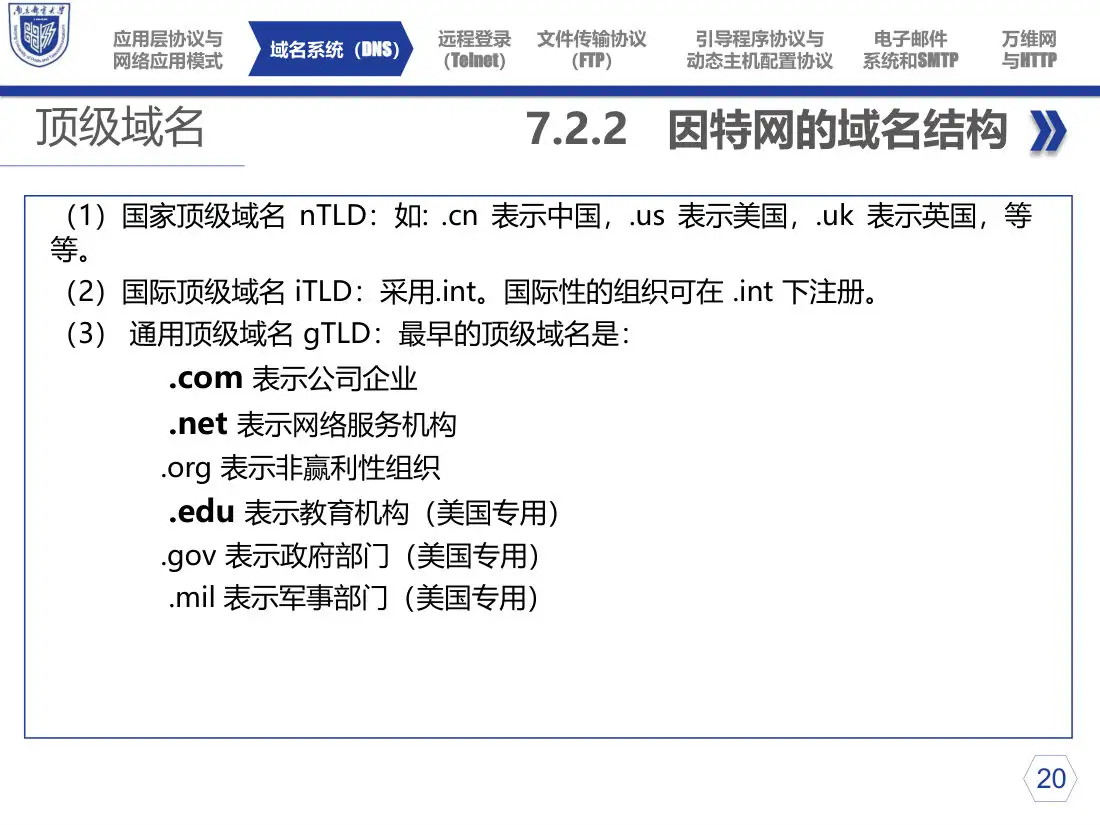 南京邮电大学
应用层协议与
网络应用模式
域名系统（DNS）
远程登录
（Telnet）
文件传输协议
（FTP）
引导程序协议与
动态主机配置协议
电子邮件
系统和SMTP
万维网
与HTTP
顶级域名
7.2.2 因特网的域名结构
（1）国家顶级域名 nTLD：如: .cn 表示中国，.us 表示美国，.uk 表示英国，等
等。
（2）国际顶级域名 iTLD：采用.int。国际性的组织可在 .int 下注册。
（3） 通用顶级域名 gTLD：最早的顶级域名是：
.com 表示公司企业
.net 表示网络服务机构
.org 表示非赢利性组织
.edu 表示教育机构（美国专用）
.gov 表示政府部门（美国专用）
.mil 表示军事部门（美国专用）
20